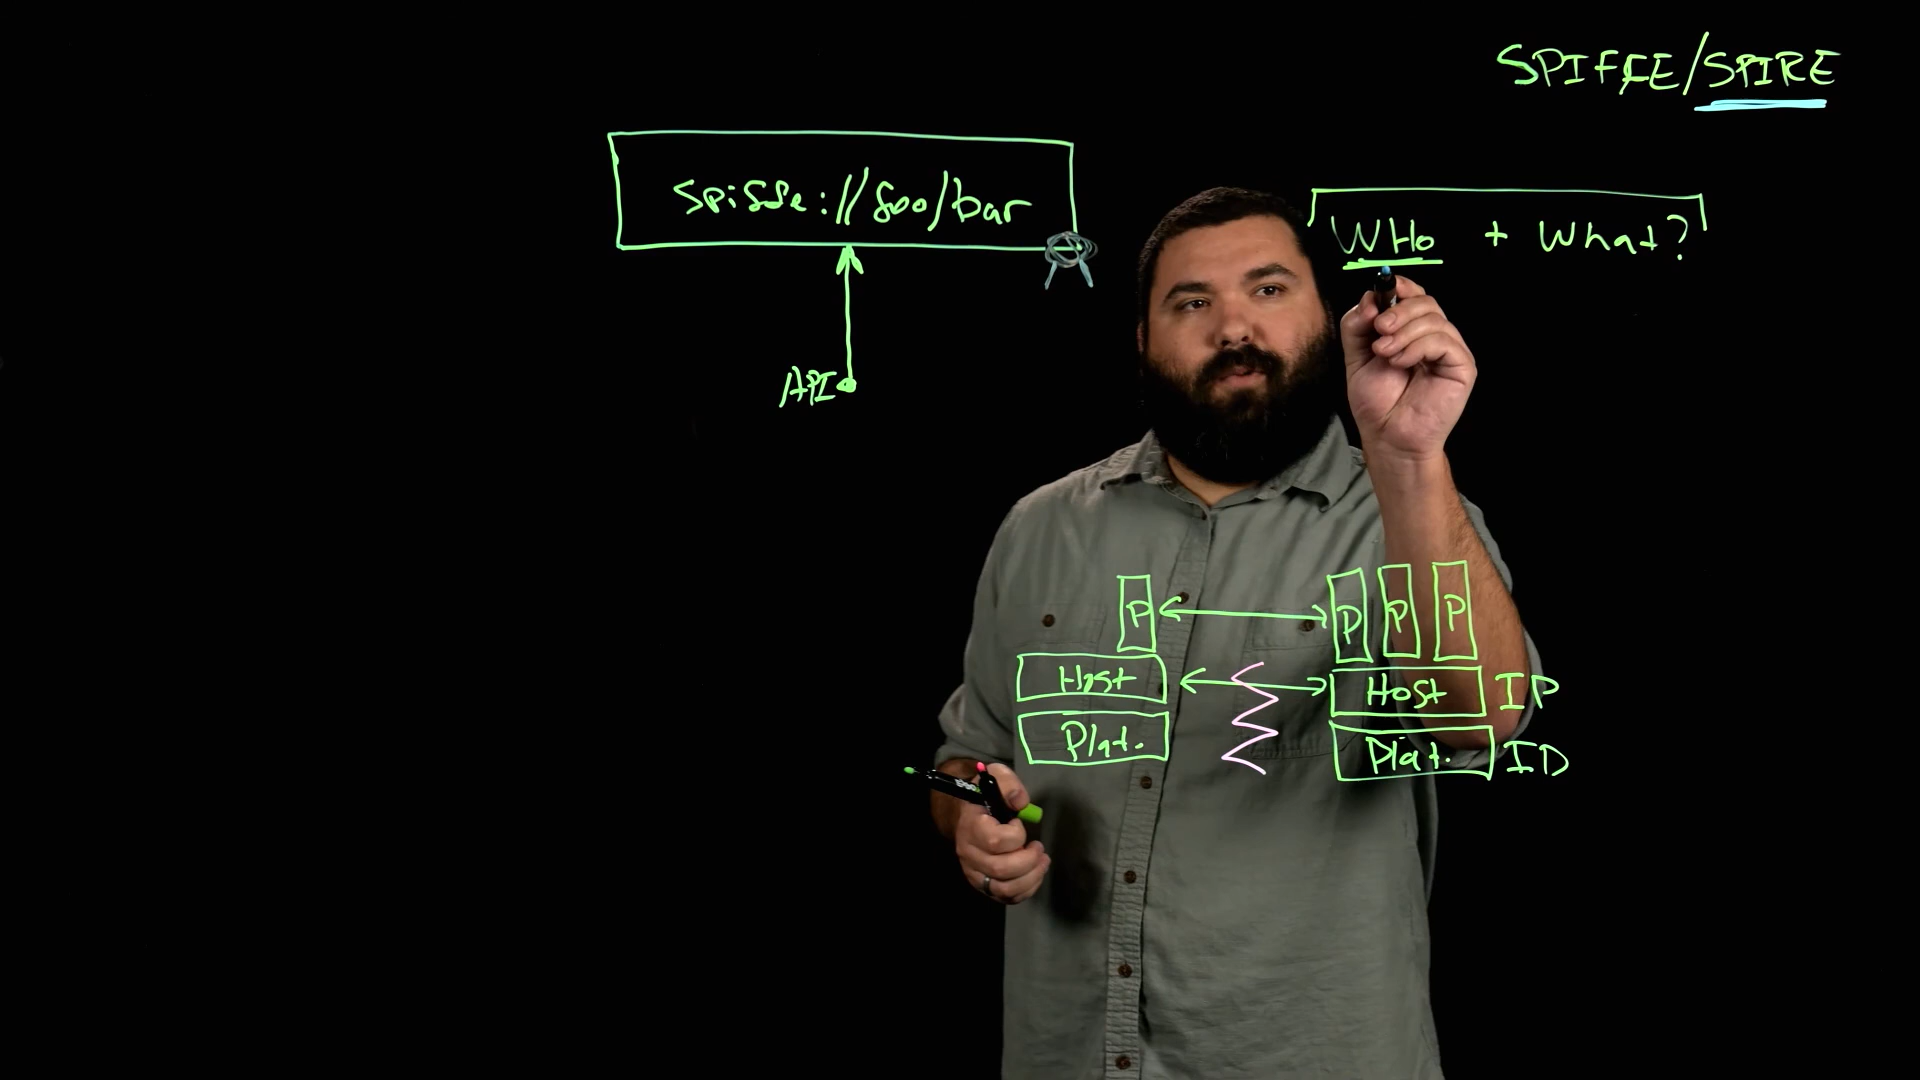 SPIFFE/SPIRE
spiffe://foo/bar
WHo + What?
API
P P P P
Host Host IP
Plat. Plat. ID